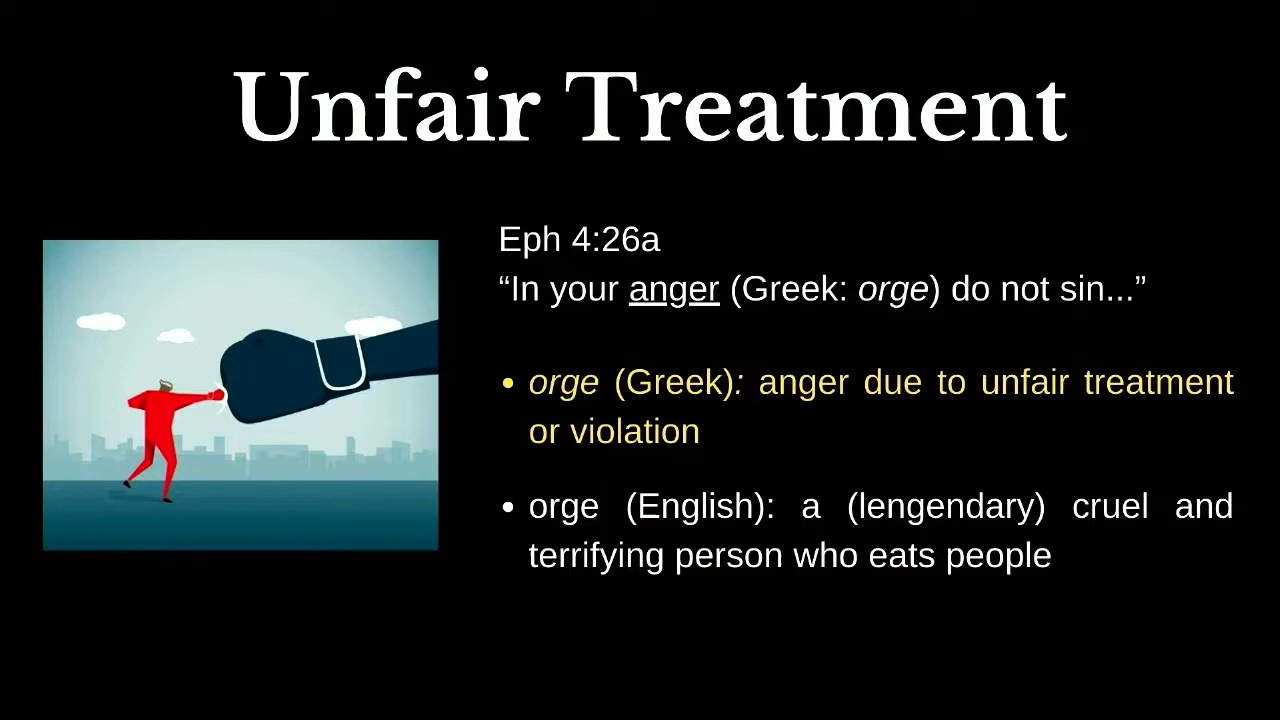 Unfair Treatment
Eph 4:26a
“In your anger (Greek: orge) do not sin...”
• orge (Greek): anger due to unfair treatment
or violation
• orge (English): a (lengendary) cruel and
terrifying person who eats people